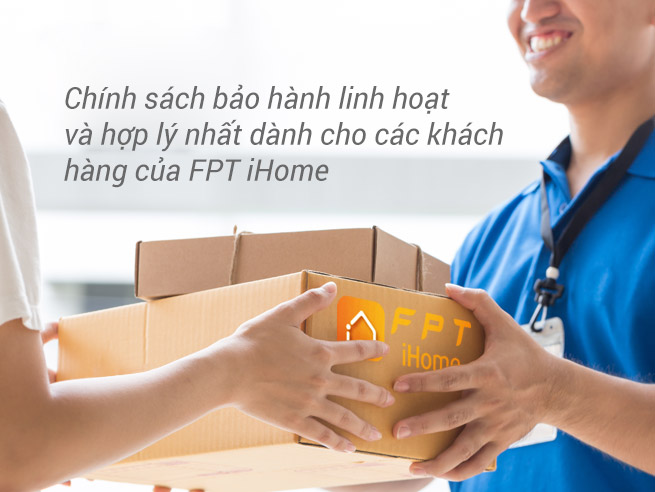 Chính sách bảo hành linh hoạt
và hợp lý nhất dành cho các khách
hàng của FPT iHome
FPT
iHome